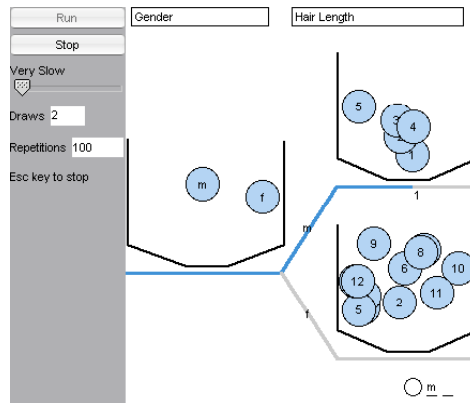 Run
Stop
Very Slow
Draws 2
Repetitions 100
Esc key to stop
Gender
Hair Length
m
f
5
3
4
1
m
1
9
8
10
6
12
11
2
5
f
m